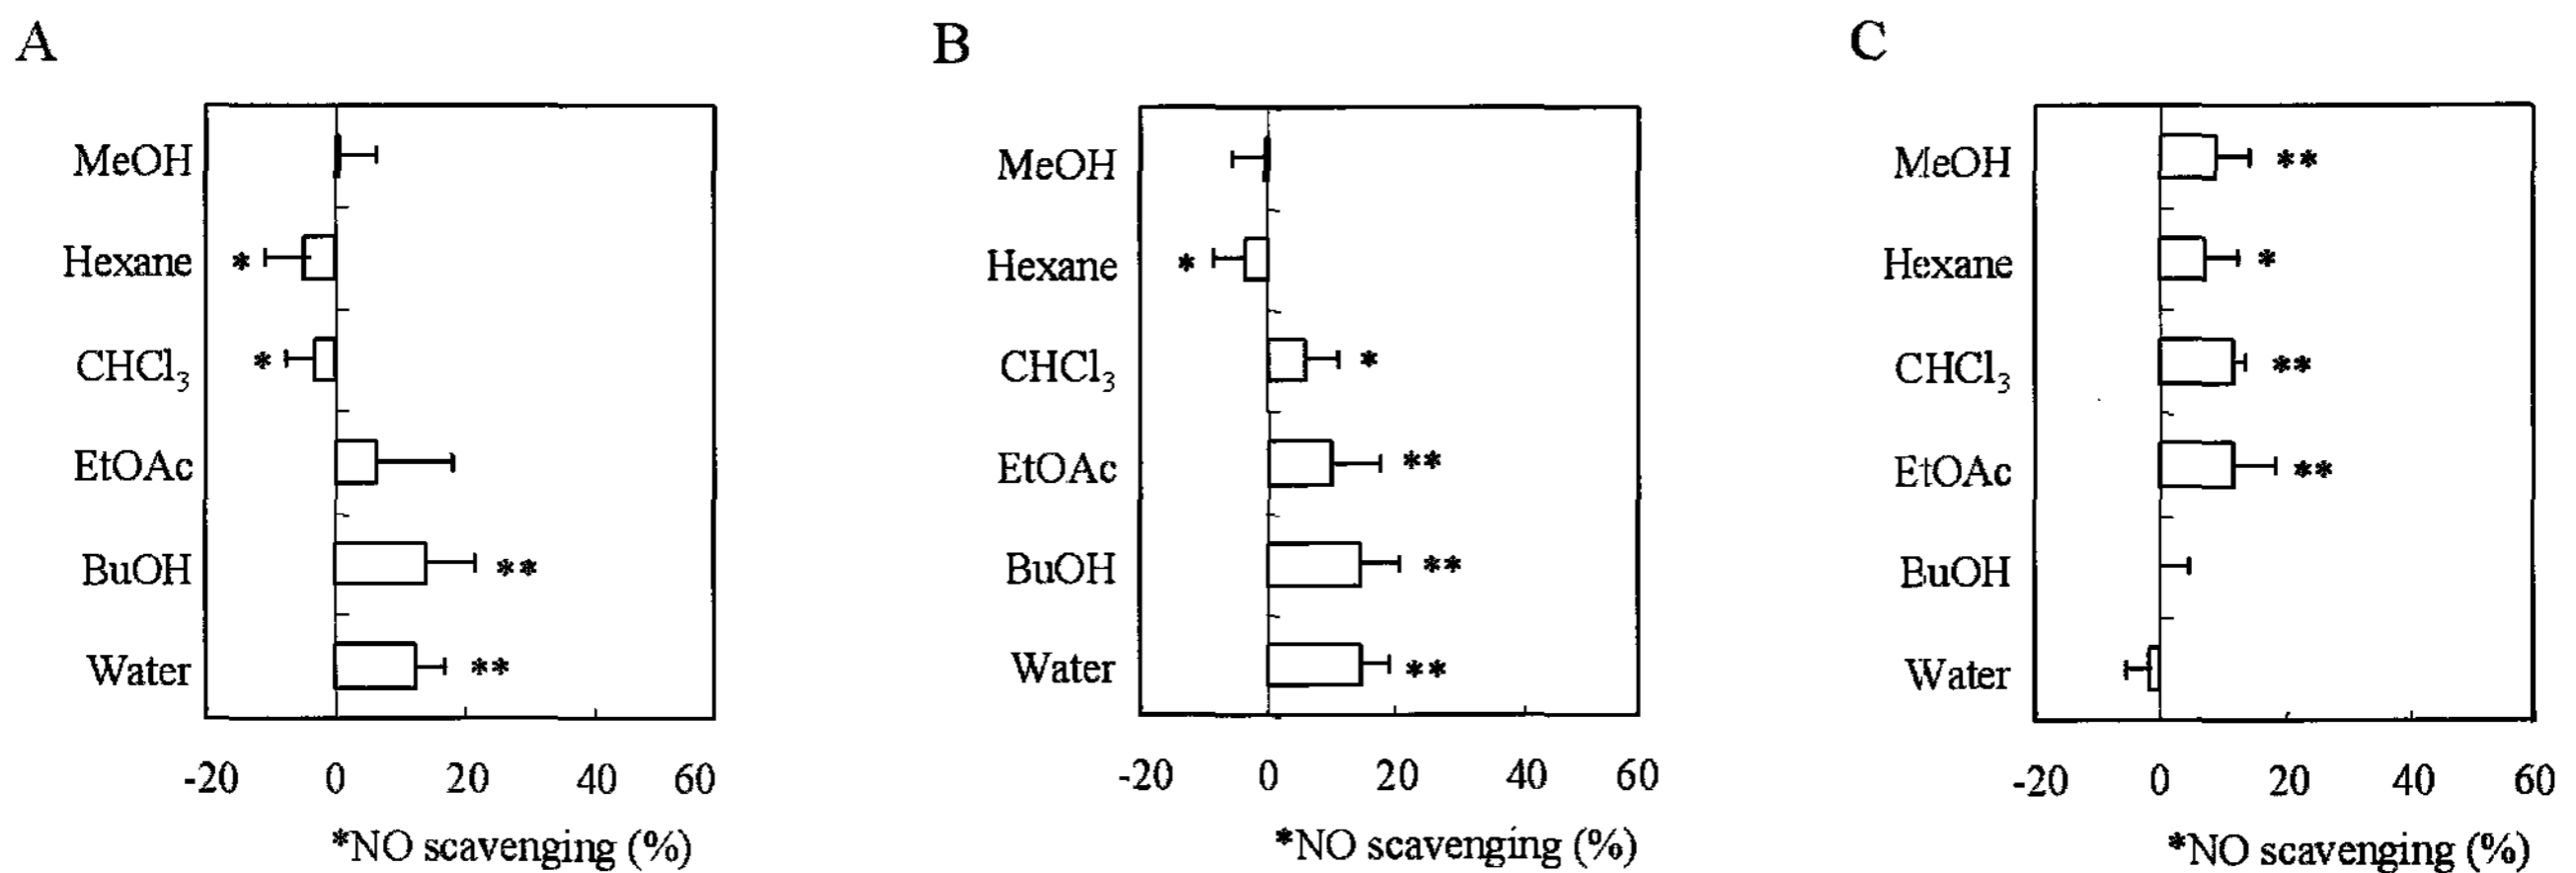 A
MeOH
Hexane *
CHCl3 *
EtOAc
BuOH **
Water **
-20 0 20 40 60
*NO scavenging (%)
B
MeOH
Hexane *
CHCl3 *
EtOAc **
BuOH **
Water **
-20 0 20 40 60
*NO scavenging (%)
C
MeOH **
Hexane *
CHCl3 **
EtOAc **
BuOH
Water
-20 0 20 40 60
*NO scavenging (%)